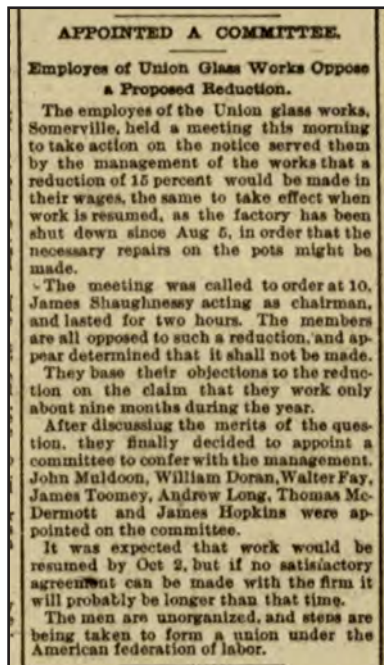 APPOINTED A COMMITTEE.
Employes of Union Glass Works Oppose
a Proposed Reduction.
The employes of the Union glass works,
Somerville, held a meeting this morning
to take action on the notice served them
by the management of the works that a
reduction of 15 percent would be made in
their wages, the same to take effect when
work is resumed, as the factory has been
shut down since Aug 5, in order that the
necessary repairs on the pots might be
made.
The meeting was called to order at 10,
James Shaughnessy acting as chairman,
and lasted for two hours. The members
are all opposed to such a reduction, and ap-
pear determined that it shall not be made.
They base their objections to the reduc-
tion on the claim that they work only
about nine months during the year.
After discussing the merits of the ques-
tion, they finally decided to appoint a
committee to confer with the management.
John Muldoon, William Doran, Walter Fay,
James Toomey, Andrew Long, Thomas Mc-
Dermott and James Hopkins were ap-
pointed on the committee.
It was expected that work would be
resumed by Oct 2, but if no satisfactory
agreement can be made with the firm it
will probably be longer than that time.
The men are unorganized, and steps are
being taken to form a union under the
American federation of labor.